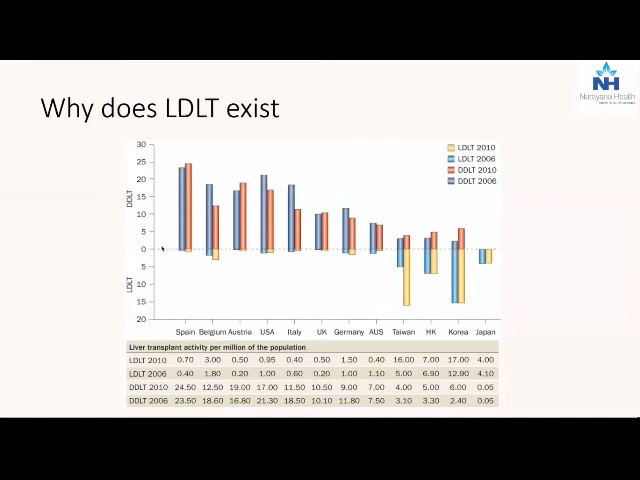 NH
Narayana Health
Why does LDLT exist
30
25
20
15
10
5
0
5
10
15
20
DDLT
LDLT
LDLT 2010
LDLT 2006
DDLT 2010
DDLT 2006
Spain Belgium Austria USA Italy UK Germany AUS Taiwan HK Korea Japan
Liver transplant activity per million of the population
LDLT 2010 0.70 3.00 0.50 0.95 0.40 0.50 1.50 0.40 16.00 7.00 17.00 4.00
LDLT 2006 0.40 1.80 0.20 1.00 0.60 0.20 1.00 1.10 5.00 6.90 12.90 4.10
DDLT 2010 24.50 12.50 19.00 17.00 11.50 10.50 9.00 7.00 4.00 5.00 6.00 0.05
DDLT 2006 23.50 18.60 16.80 21.30 18.50 10.10 11.80 7.50 3.10 3.30 2.40 0.05